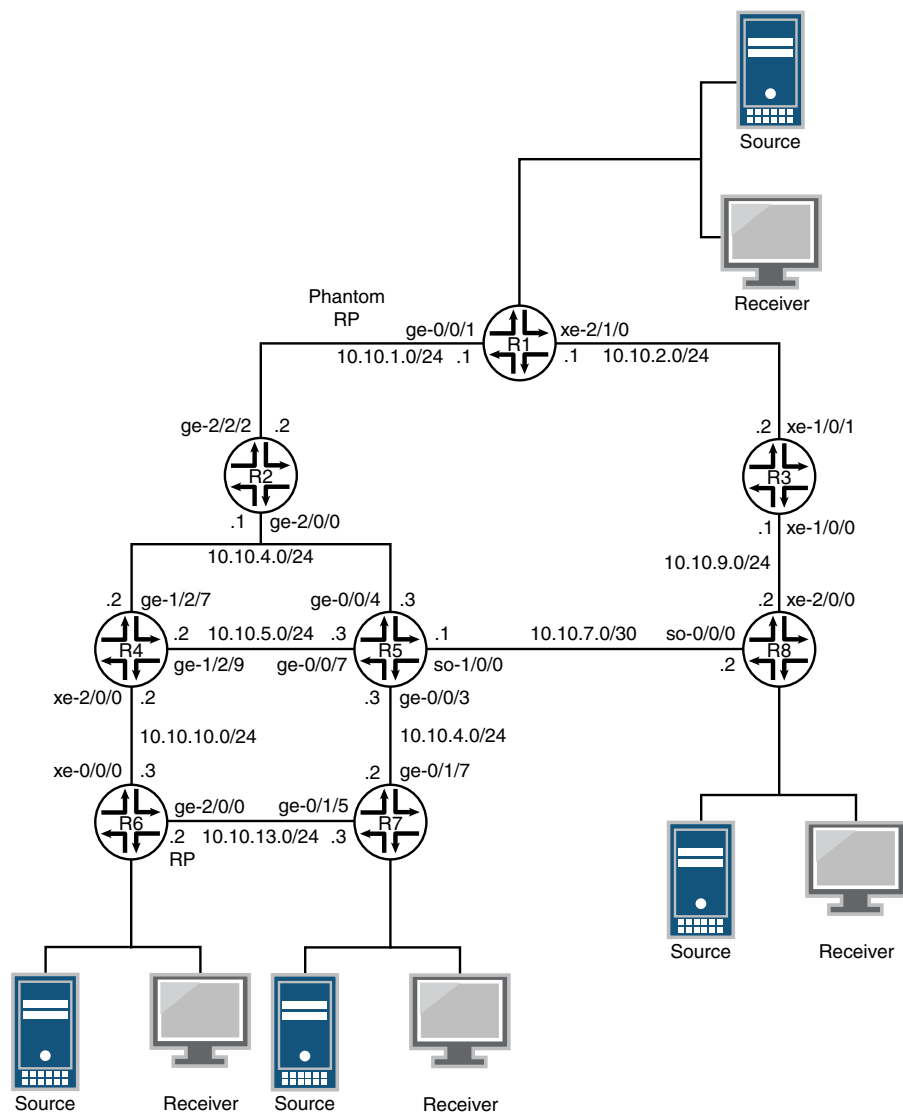 Source
Receiver
Phantom
RP
ge-0/0/1
R1
xe-2/1/0
10.10.1.0/24
.1
.1
10.10.2.0/24
ge-2/2/2
.2
.2
xe-1/0/1
R2
R3
.1
ge-2/0/0
.1
xe-1/0/0
10.10.4.0/24
10.10.9.0/24
.2
ge-1/2/7
ge-0/0/4
.3
.2
xe-2/0/0
R4
.2
10.10.5.0/24
.3
R5
.1
10.10.7.0/30
so-0/0/0
R8
ge-1/2/9
ge-0/0/7
so-1/0/0
.2
xe-2/0/0
.2
.3
ge-0/0/3
10.10.10.0/24
10.10.4.0/24
xe-0/0/0
.3
.2
ge-0/1/7
R6
ge-2/0/0
ge-0/1/5
R7
.2
10.10.13.0/24
.3
RP
Source
Receiver
Source
Receiver
Source
Receiver